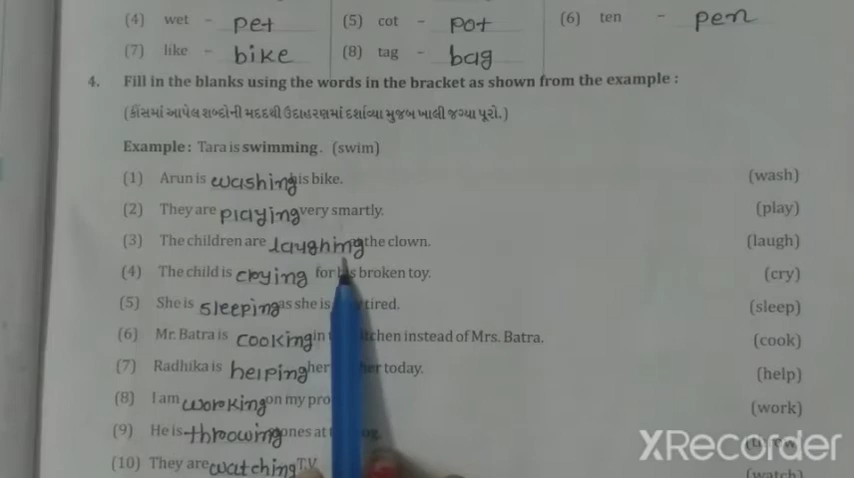 (4) wet - pet (5) cot - pot (6) ten - pen
(7) like - bike (8) tag - bag
4. Fill in the blanks using the words in the bracket as shown from the example :
(કૌંસમાં આપેલ શબ્દોની મદદથી ઉદાહરણમાં દર્શાવ્યા મુજબ ખાલી જગ્યા પૂરો.)
Example : Tara is swimming. (swim)
(1) Arun is washing is bike. (wash)
(2) They are playing very smartly. (play)
(3) The children are laughing the clown. (laugh)
(4) The child is crying for broken toy. (cry)
(5) She is sleeping as she is tired. (sleep)
(6) Mr. Batra is cooking in instead of Mrs. Batra. (cook)
(7) Radhika is helping her today. (help)
(8) I am working on my (work)
(9) He is throwing at
(10) They are watching T.V. (watch)
XRecorder